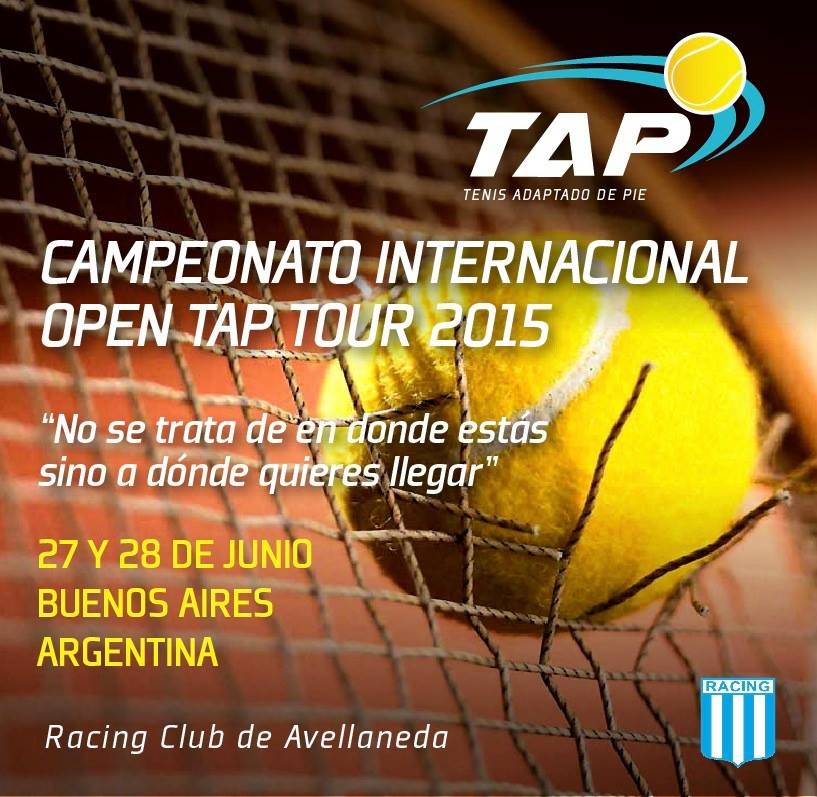 TAP
TENIS ADAPTADO DE PIE
CAMPEONATO INTERNACIONAL
OPEN TAP TOUR 2015
“No se trata de en donde estás
sino a dónde quieres llegar”
27 Y 28 DE JUNIO
BUENOS AIRES
ARGENTINA
RACING
Racing Club de Avellaneda